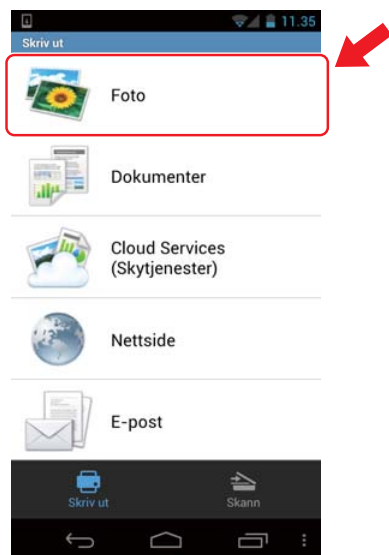 11.35
Skriv ut
Foto
Dokumenter
Cloud Services
(Skytjenester)
Nettside
E-post
Skriv ut
Skann